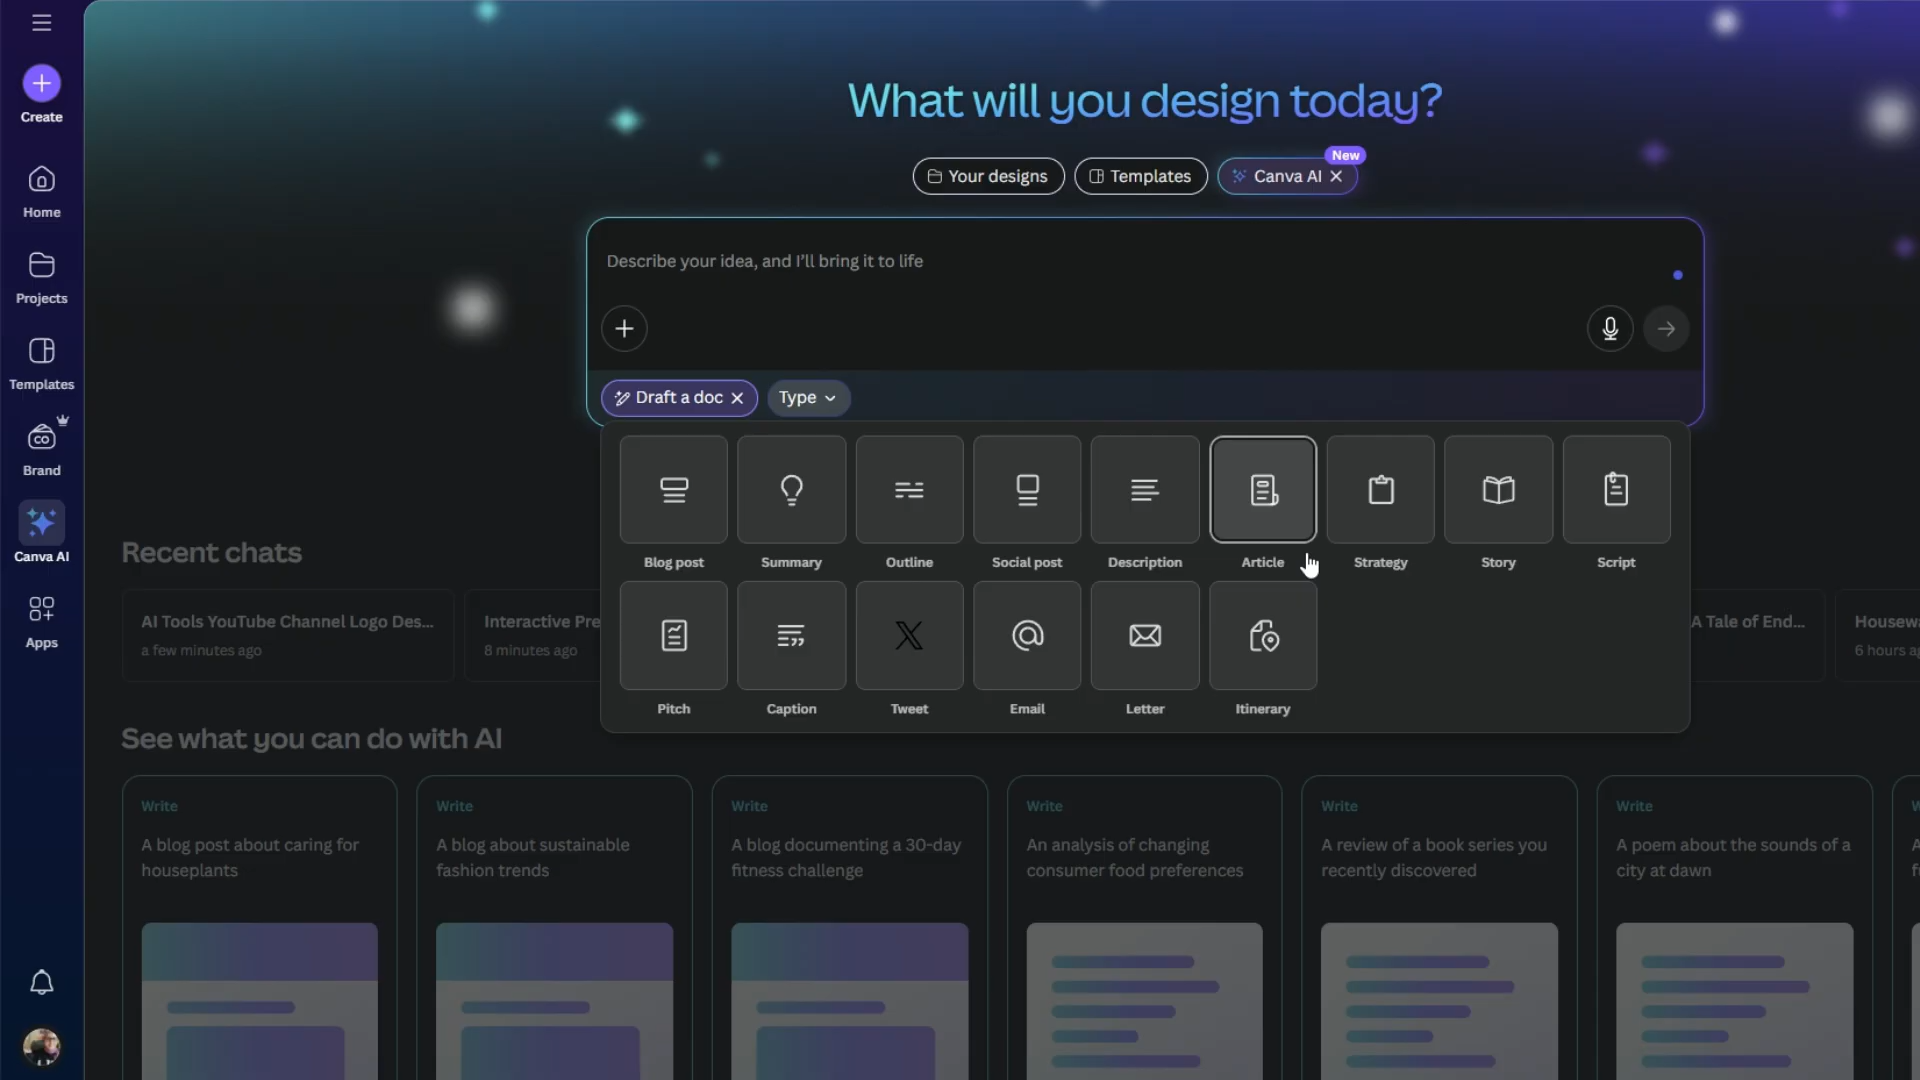 What will you design today?
Create
Your designs
Templates
Canva AI
New
Home
Describe your idea, and I'll bring it to life
Projects
Templates
Draft a doc
Type
Brand
Canva AI
Blog post
Summary
Outline
Social post
Description
Article
Strategy
Story
Script
Recent chats
Apps
AI Tools YouTube Channel Logo Des...
a few minutes ago
Interactive Pre
8 minutes ago
A Tale of End...
6 hours
Pitch
Caption
Tweet
Email
Letter
Itinerary
See what you can do with AI
Write
A blog post about caring for
houseplants
Write
A blog about sustainable
fashion trends
Write
A blog documenting a 30-day
fitness challenge
Write
An analysis of changing
consumer food preferences
Write
A review of a book series you
recently discovered
Write
A poem about the sounds of a
city at dawn